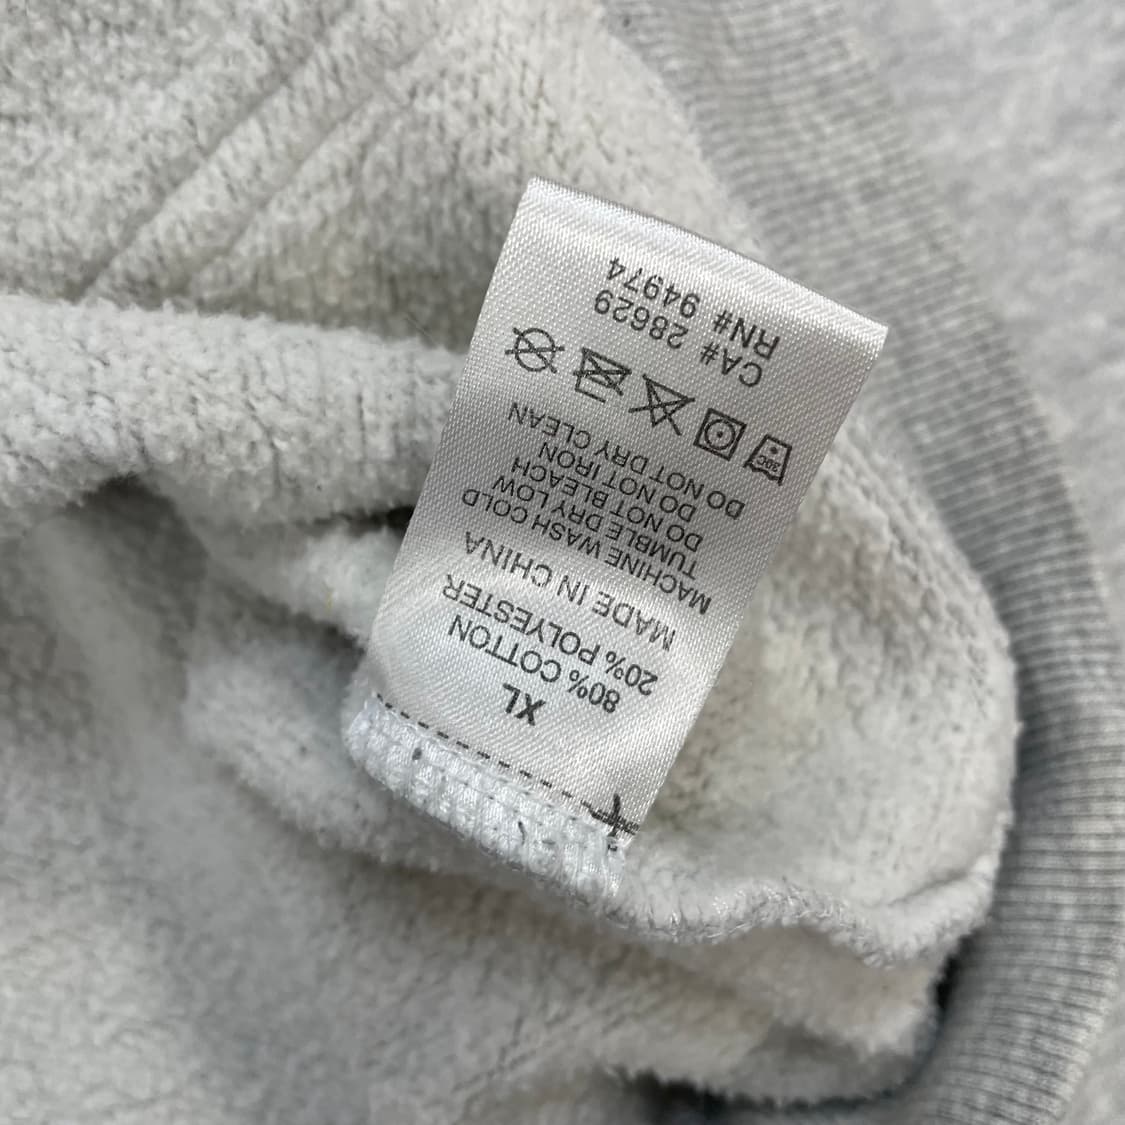 XL
80% COTTON
20% POLYESTER
MADE IN CHINA
MACHINE WASH COLD
TUMBLE DRY LOW
DO NOT BLEACH
DO NOT IRON
DO NOT DRY CLEAN
30C
CA# 28629
RN# 94974